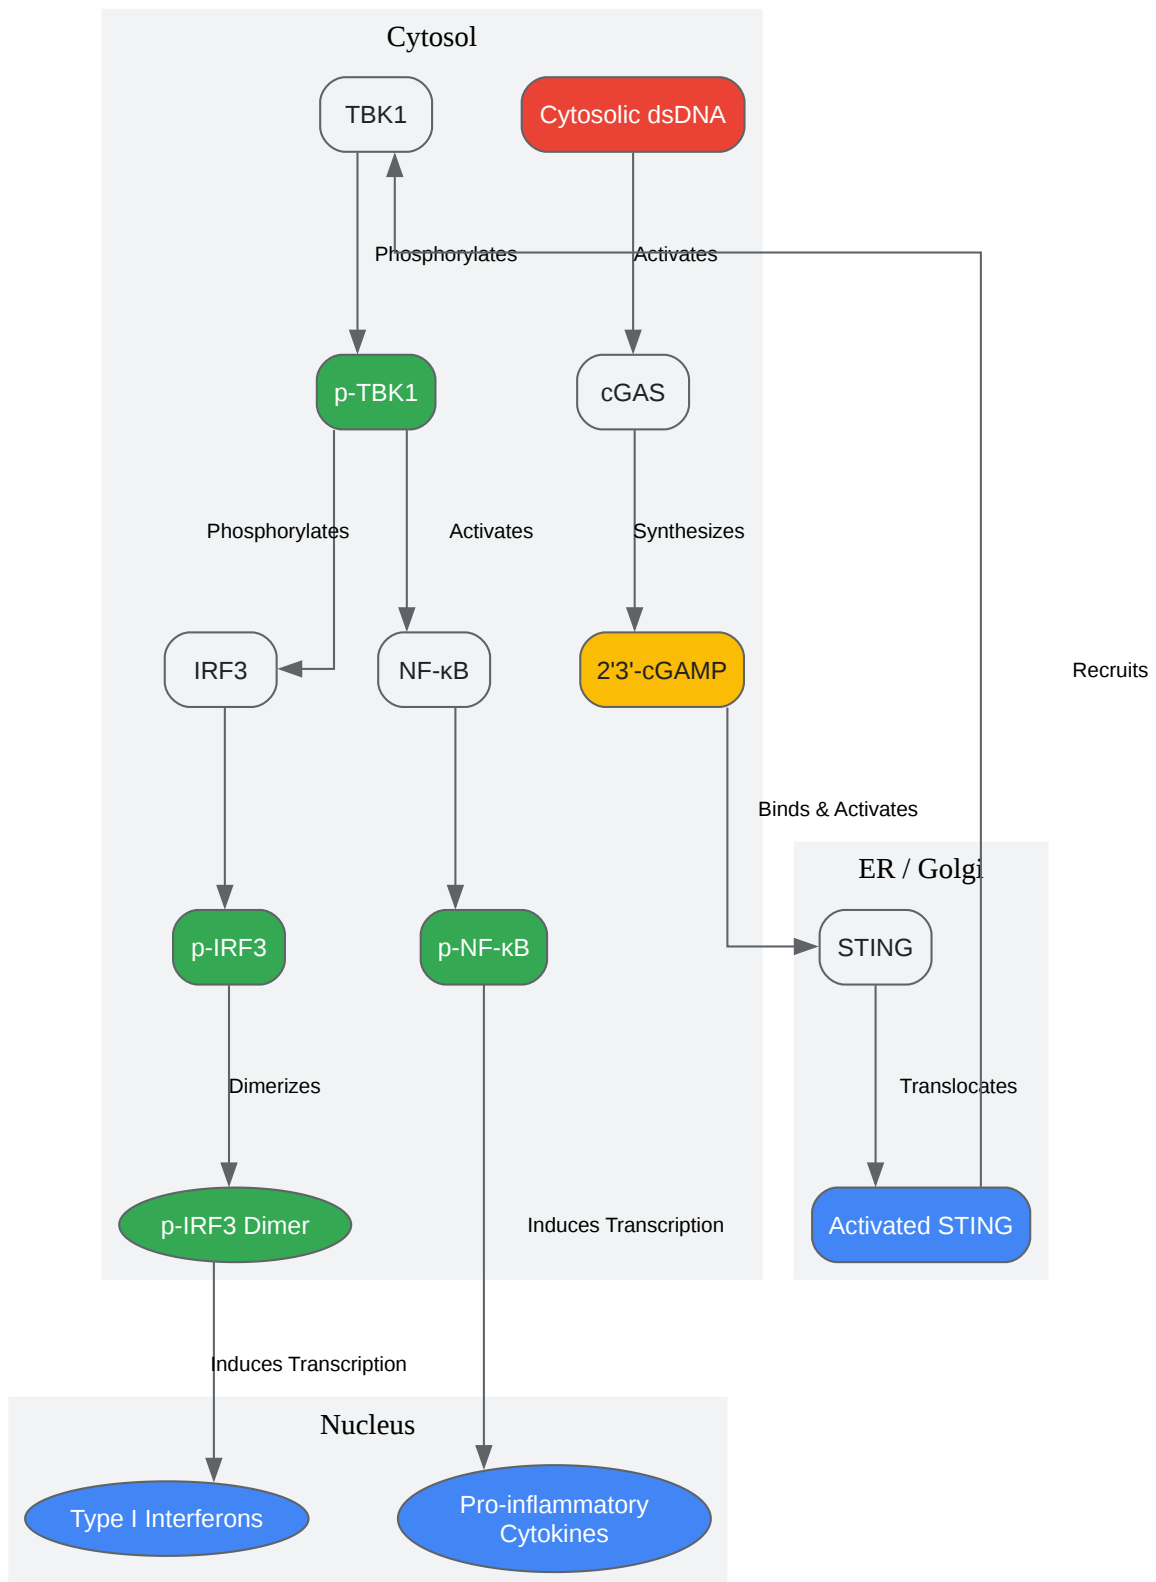 Cytosol
TBK1
Cytosolic dsDNA
Phosphorylates
Activates
p-TBK1
cGAS
Phosphorylates
Activates
Synthesizes
IRF3
NF-κB
2'3'-cGAMP
Recruits
Binds & Activates
ER / Golgi
p-IRF3
p-NF-κB
STING
Dimerizes
Translocates
p-IRF3 Dimer
Induces Transcription
Activated STING
Induces Transcription
Nucleus
Type I Interferons
Pro-inflammatory
Cytokines